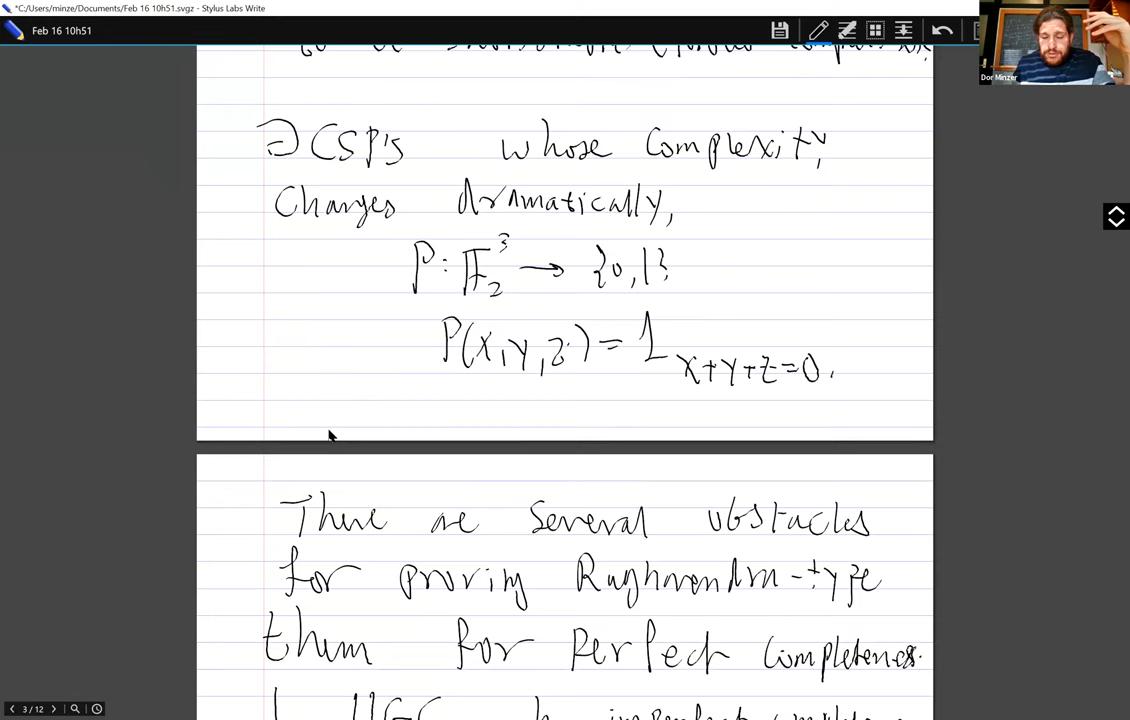 *C:/Users/minze/Documents/Feb 16 10h51.svgz - Stylus Labs Write
Feb 16 10h51
Dor Minzer
∃ CSP's whose complexity
Changes dramatically,
P: 𝔽₂³ → {0,1}
P(x,y,z) = 1_{x+y+z=0}.
There are several obstacles
for proving Raghavendra-type
thm for perfect completeness.
UGC imperfect
3 / 12